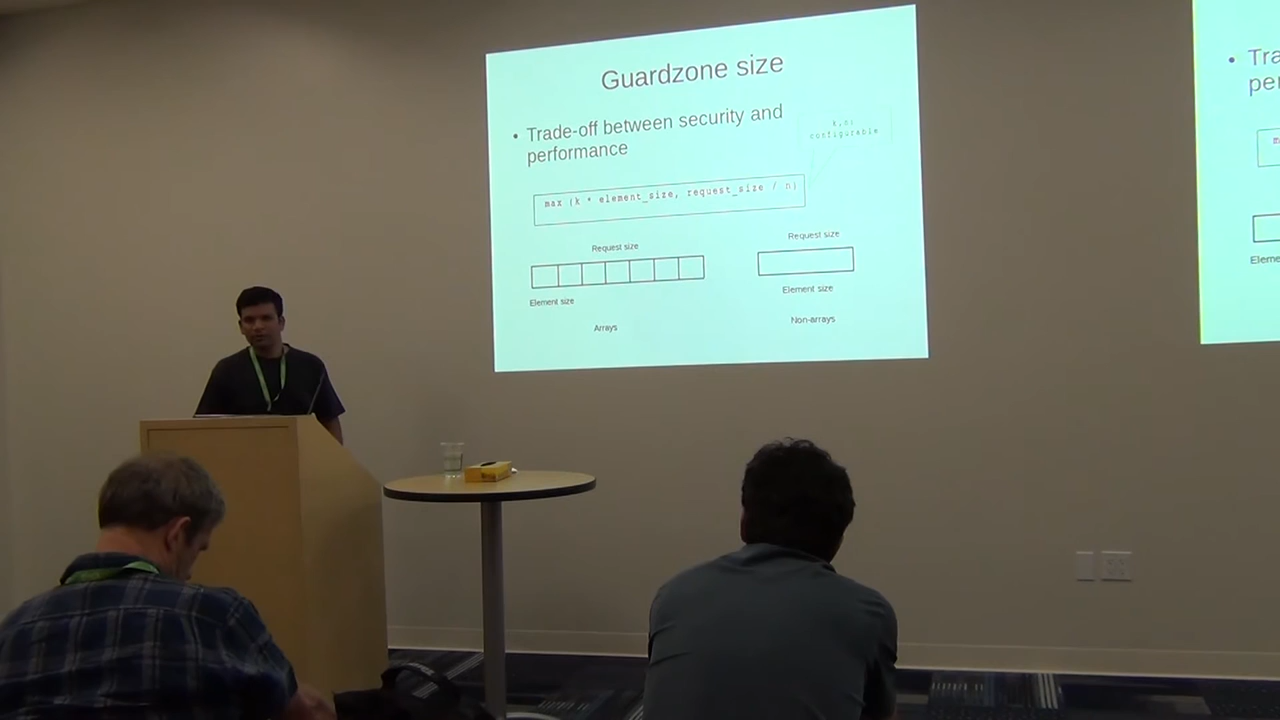 Guardzone size
• Trade-off between security and
performance
k,n:
configurable
max (k * element_size, request_size / n)
Request size
Element size
Arrays
Request size
Element size
Non-arrays
• Tra
per
m
Eleme